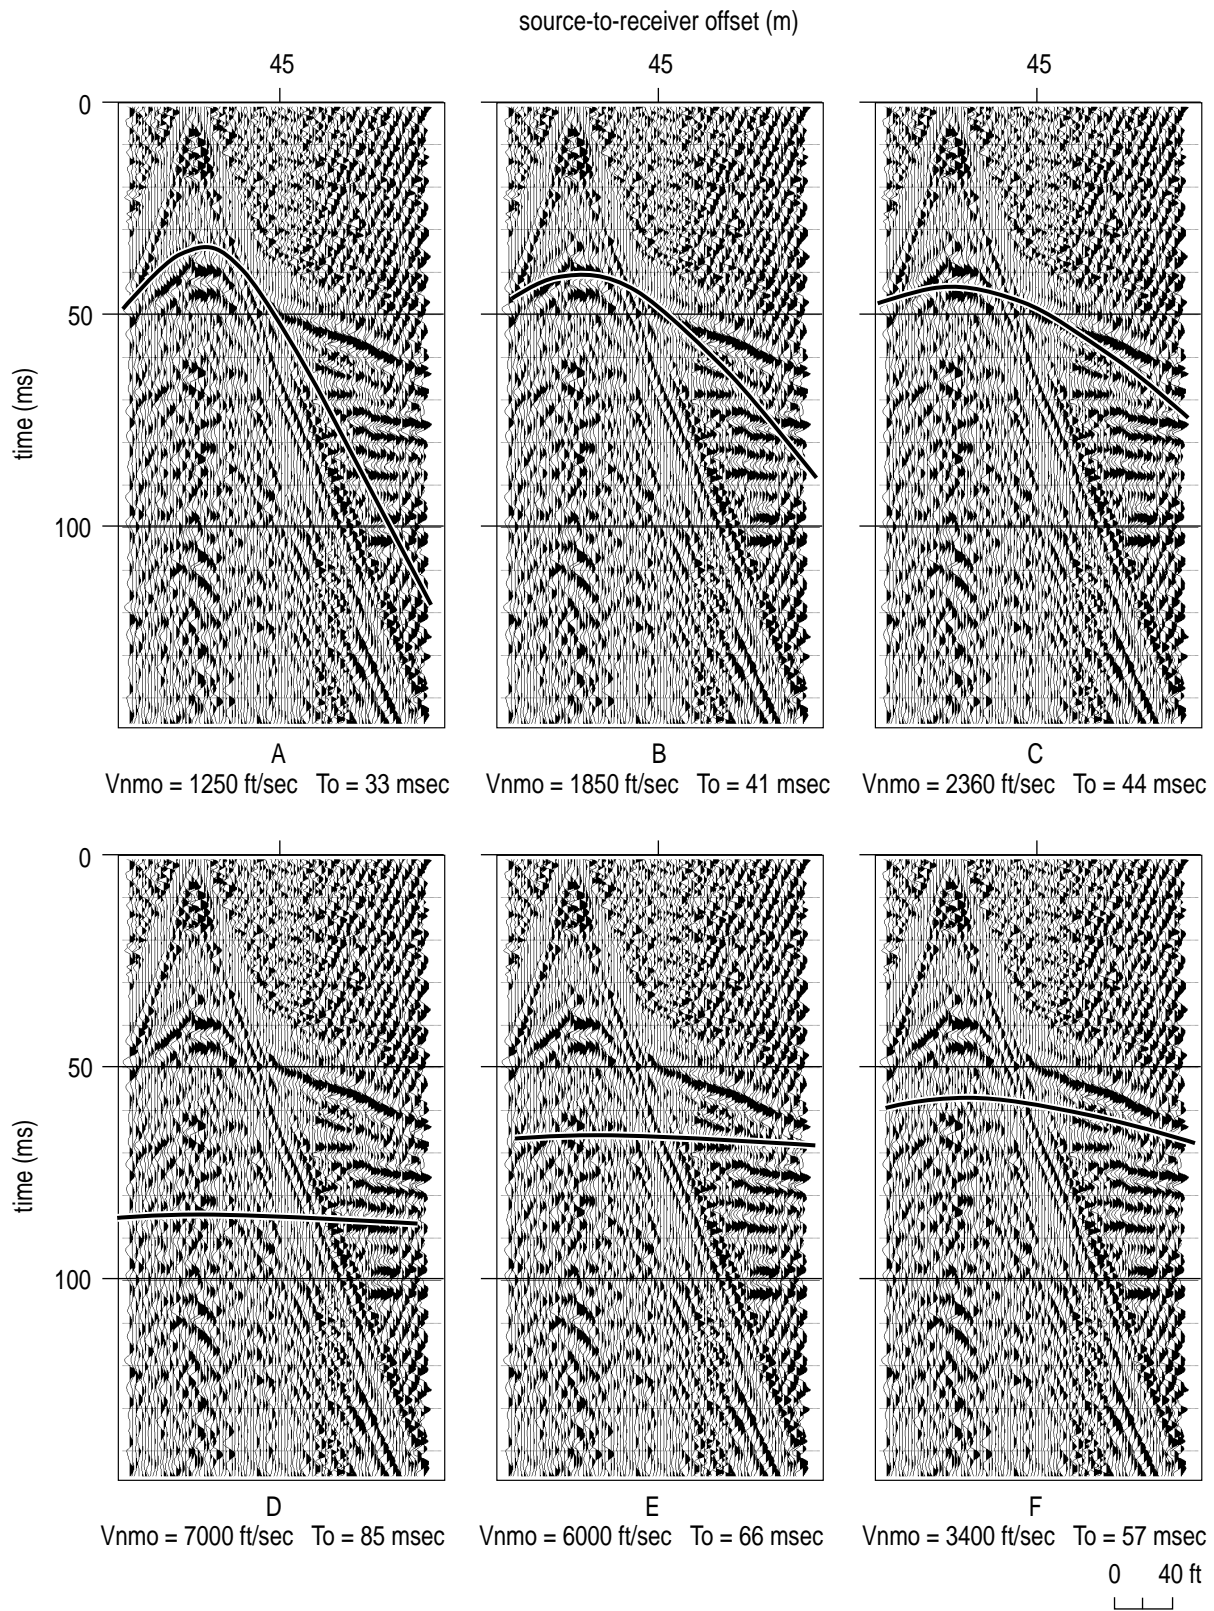 source-to-receiver offset (m)
45 45 45
0
50
100
time (ms)
A B C
Vnmo = 1250 ft/sec To = 33 msec Vnmo = 1850 ft/sec To = 41 msec Vnmo = 2360 ft/sec To = 44 msec
0
50
100
time (ms)
D E F
Vnmo = 7000 ft/sec To = 85 msec Vnmo = 6000 ft/sec To = 66 msec Vnmo = 3400 ft/sec To = 57 msec
0 40 ft